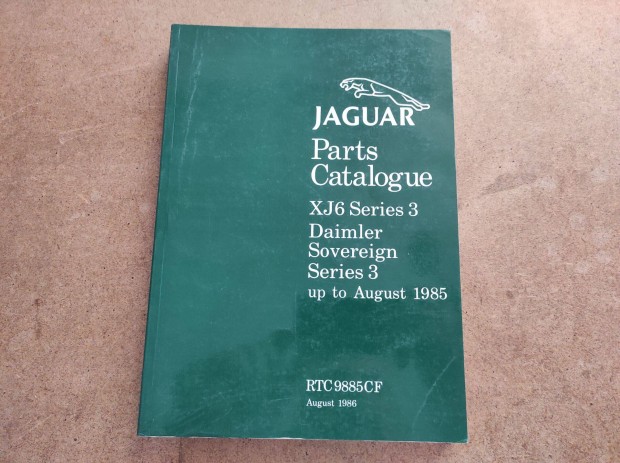 JAGUAR
Parts
Catalogue
XJ6 Series 3
Daimler
Sovereign
Series 3
up to August 1985
RTC9885CF
August 1986